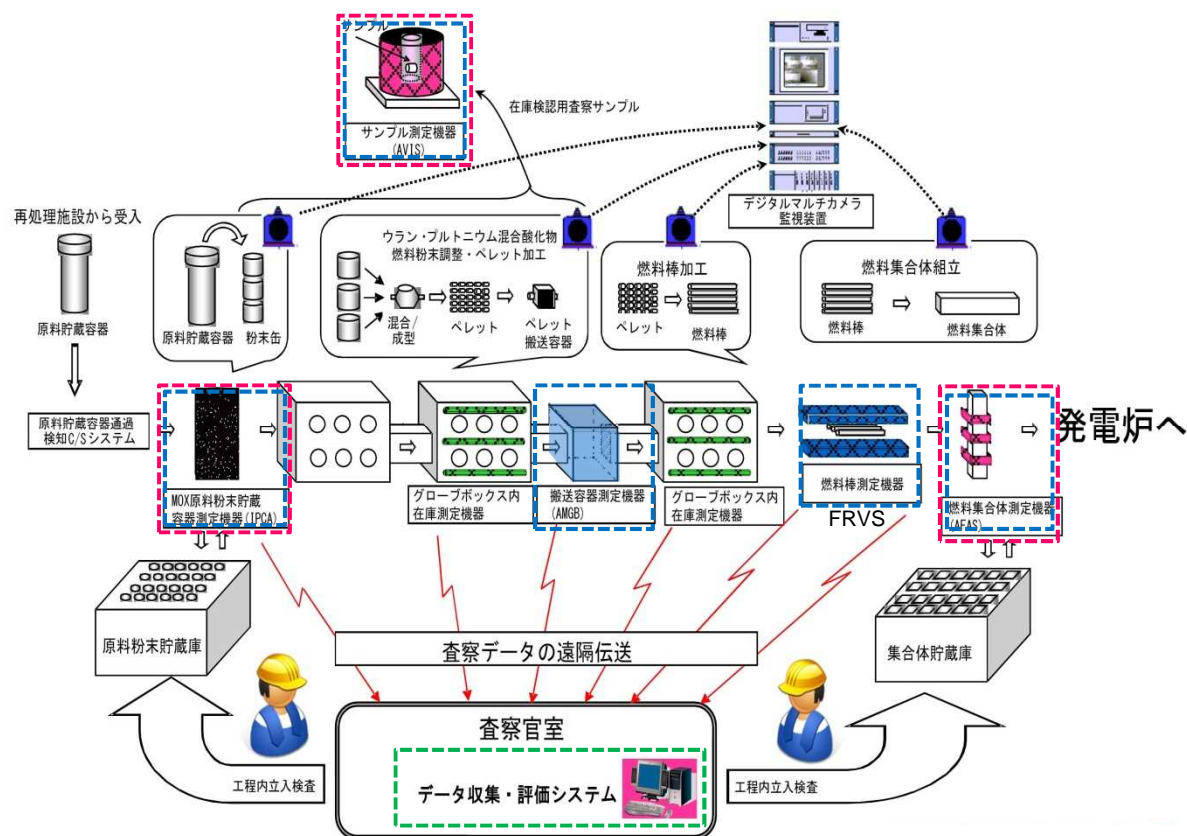 サンプル
サンプル測定機器
(AVIS)
在庫検認用査察サンプル
デジタルマルチカメラ
監視装置
再処理施設から受入
原料貯蔵容器
原料貯蔵容器
粉末缶
ウラン・プルトニウム混合酸化物
燃料粉末調整・ペレット加工
混合/
成型
ペレット
ペレット
搬送容器
燃料棒加工
ペレット
燃料棒
燃料集合体組立
燃料棒
燃料集合体
原料貯蔵容器通過
検知C/Sシステム
MOX原料粉末貯蔵
容器測定機器(IPCA)
グローブボックス内
在庫測定機器
搬送容器測定機器
(AMGB)
グローブボックス内
在庫測定機器
燃料棒測定機器
FRVS
燃料集合体測定機器
(AFAS)
発電炉へ
原料粉末貯蔵庫
査察データの遠隔伝送
集合体貯蔵庫
査察官室
データ収集・評価システム
工程内立入検査
工程内立入検査